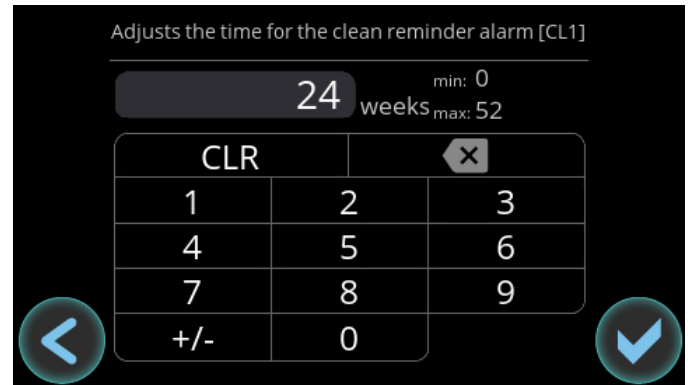 Adjusts the time for the clean reminder alarm [CL1]
24 weeks min: 0
max: 52
CLR
1 2 3
4 5 6
7 8 9
+/- 0